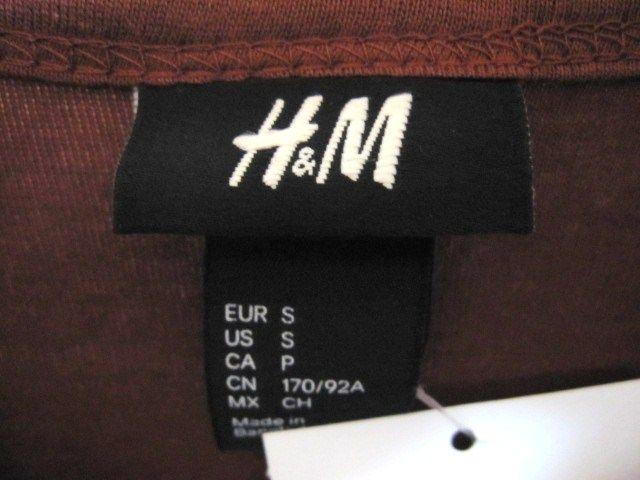 H&M
EUR S
US S
CA P
CN 170/92A
MX CH
Made in